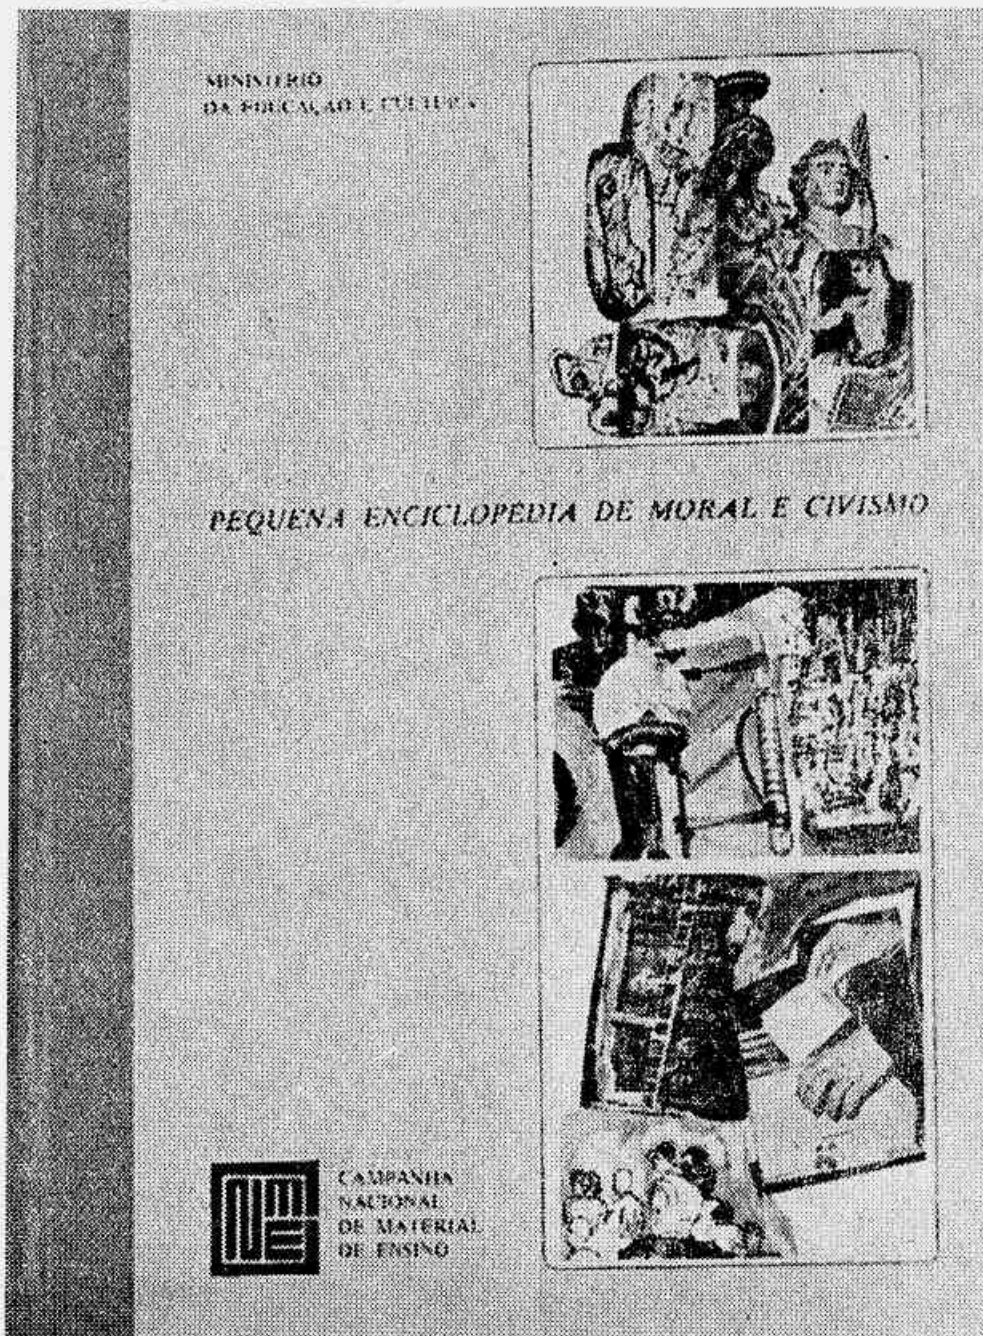 MINISTÉRIO
DA EDUCAÇÃO E CULTURA
PEQUENA ENCICLOPÉDIA DE MORAL E CIVISMO
CAMPANHA
NACIONAL
DE MATERIAL
DE ENSINO